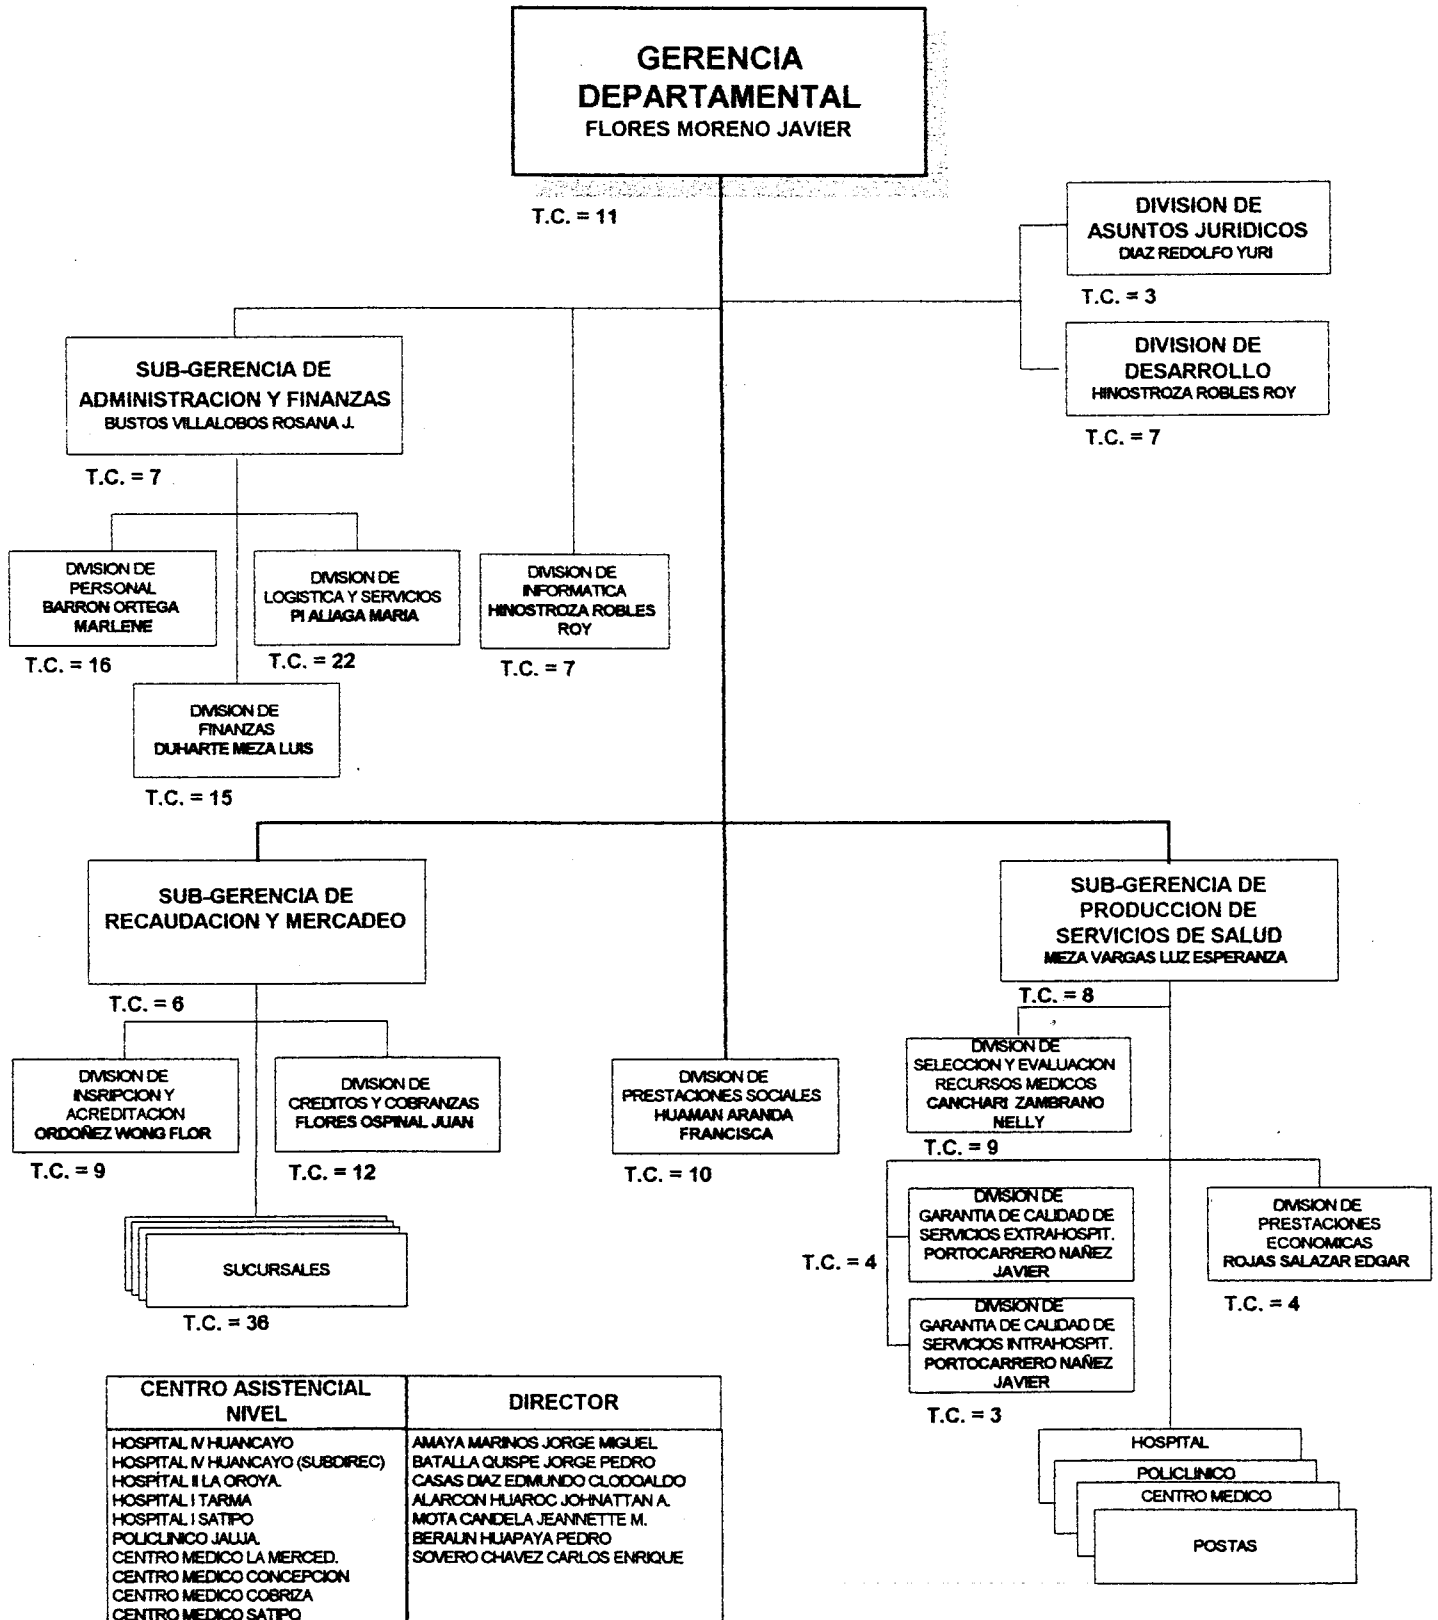 GERENCIA
DEPARTAMENTAL
FLORES MORENO JAVIER
T.C. = 11
DIVISION DE
ASUNTOS JURIDICOS
DIAZ REDOLFO YURI
T.C. = 3
DIVISION DE
DESARROLLO
HINOSTROZA ROBLES ROY
T.C. = 7
SUB-GERENCIA DE
ADMINISTRACION Y FINANZAS
BUSTOS VILLALOBOS ROSANA J.
T.C. = 7
DIVISION DE
PERSONAL
BARRON ORTEGA
MARLENE
T.C. = 16
DIVISION DE
LOGISTICA Y SERVICIOS
PI ALIAGA MARIA
T.C. = 22
DIVISION DE
INFORMATICA
HINOSTROZA ROBLES
ROY
T.C. = 7
DIVISION DE
FINANZAS
DUHARTE MEZA LUIS
T.C. = 15
SUB-GERENCIA DE
RECAUDACION Y MERCADEO
T.C. = 6
SUB-GERENCIA DE
PRODUCCION DE
SERVICIOS DE SALUD
MEZA VARGAS LUZ ESPERANZA
T.C. = 8
DIVISION DE
INSRIPCION Y
ACREDITACION
ORDOÑEZ WONG FLOR
T.C. = 9
DIVISION DE
CREDITOS Y COBRANZAS
FLORES OSPINAL JUAN
T.C. = 12
DIVISION DE
PRESTACIONES SOCIALES
HUAMAN ARANDA
FRANCISCA
T.C. = 10
DIVISION DE
SELECCION Y EVALUACION
RECURSOS MEDICOS
CANCHARI ZAMBRANO
NELLY
T.C. = 9
SUCURSALES
T.C. = 36
DIVISION DE
GARANTIA DE CALIDAD DE
SERVICIOS EXTRAHOSPIT.
PORTOCARRERO NAÑEZ
JAVIER
T.C. = 4
DIVISION DE
PRESTACIONES
ECONOMICAS
ROJAS SALAZAR EDGAR
T.C. = 4
DIVISION DE
GARANTIA DE CALIDAD DE
SERVICIOS INTRAHOSPIT.
PORTOCARRERO NAÑEZ
JAVIER
T.C. = 3
HOSPITAL
POLICLINICO
CENTRO MEDICO
POSTAS
CENTRO ASISTENCIAL
NIVEL
DIRECTOR
HOSPITAL IV HUANCAYO AMAYA MARINOS JORGE MIGUEL
HOSPITAL IV HUANCAYO (SUBDIREC) BATALLA QUISPE JORGE PEDRO
HOSPITAL II LA OROYA. CASAS DIAZ EDMUNDO CLODOALDO
HOSPITAL I TARMA ALARCON HUAROC JOHNATTAN A.
HOSPITAL I SATIPO MOTA CANDELA JEANNETTE M.
POLICLINICO JAUJA. BERAUN HUAPAYA PEDRO
CENTRO MEDICO LA MERCED. SOVERO CHAVEZ CARLOS ENRIQUE
CENTRO MEDICO CONCEPCION
CENTRO MEDICO COBRIZA
CENTRO MEDICO SATIPO